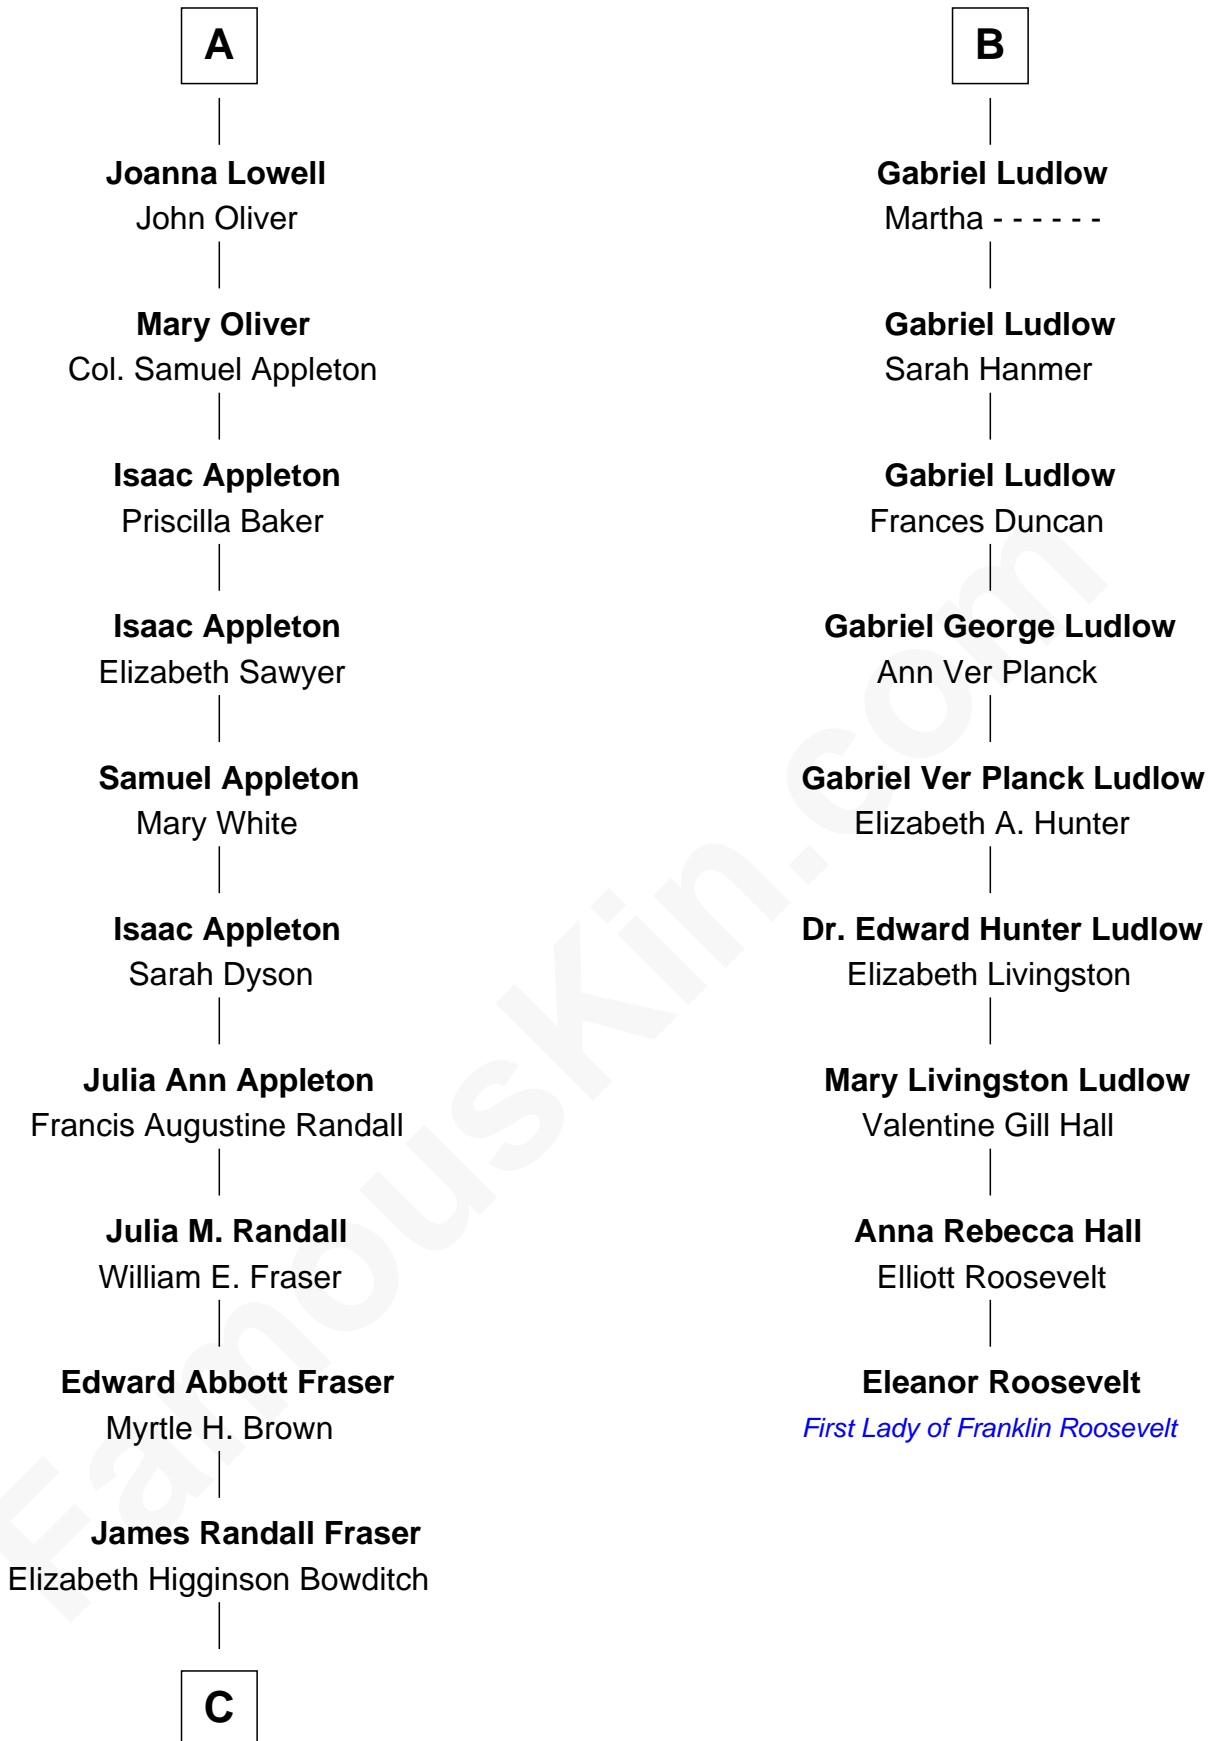 A
Joanna Lowell
John Oliver
Mary Oliver
Col. Samuel Appleton
Isaac Appleton
Priscilla Baker
Isaac Appleton
Elizabeth Sawyer
Samuel Appleton
Mary White
Isaac Appleton
Sarah Dyson
Julia Ann Appleton
Francis Augustine Randall
Julia M. Randall
William E. Fraser
Edward Abbott Fraser
Myrtle H. Brown
James Randall Fraser
Elizabeth Higginson Bowditch
C
B
Gabriel Ludlow
Martha - - - - - -
Gabriel Ludlow
Sarah Hanmer
Gabriel Ludlow
Frances Duncan
Gabriel George Ludlow
Ann Ver Planck
Gabriel Ver Planck Ludlow
Elizabeth A. Hunter
Dr. Edward Hunter Ludlow
Elizabeth Livingston
Mary Livingston Ludlow
Valentine Gill Hall
Anna Rebecca Hall
Elliott Roosevelt
Eleanor Roosevelt
First Lady of Franklin Roosevelt
FamousKin.com